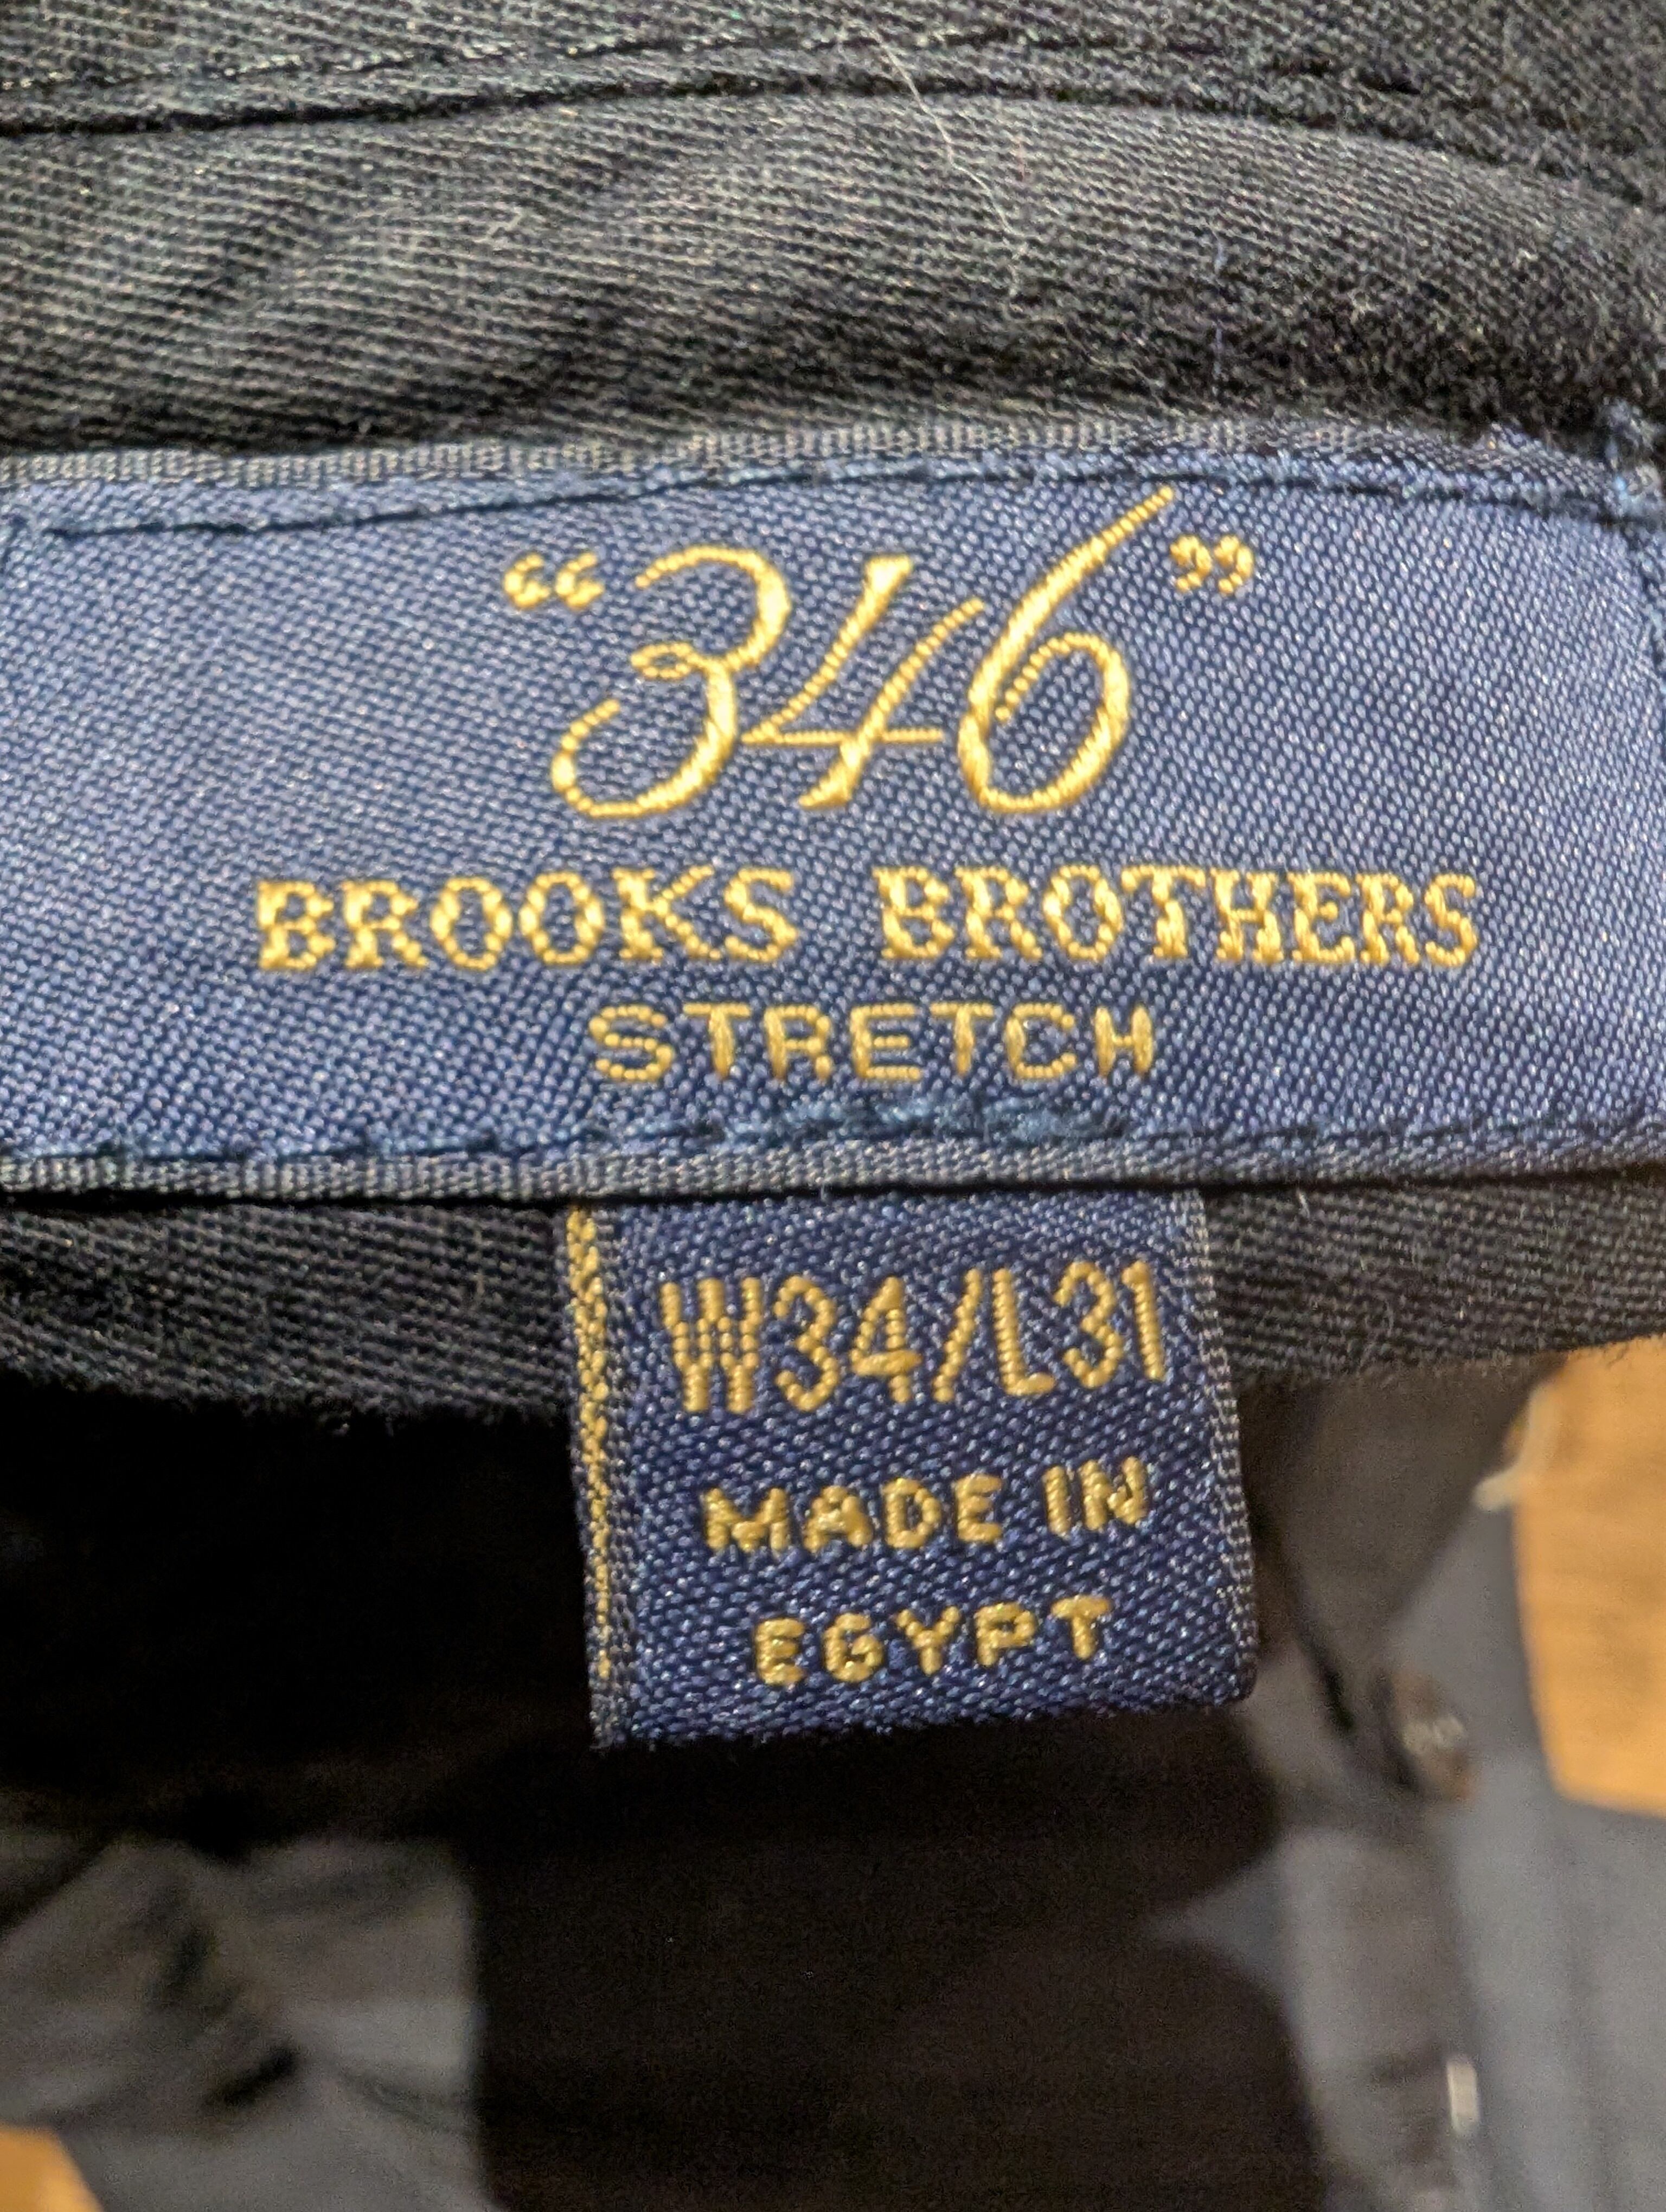 “346”
BROOKS BROTHERS
STRETCH
W34/L31
MADE IN
EGYPT